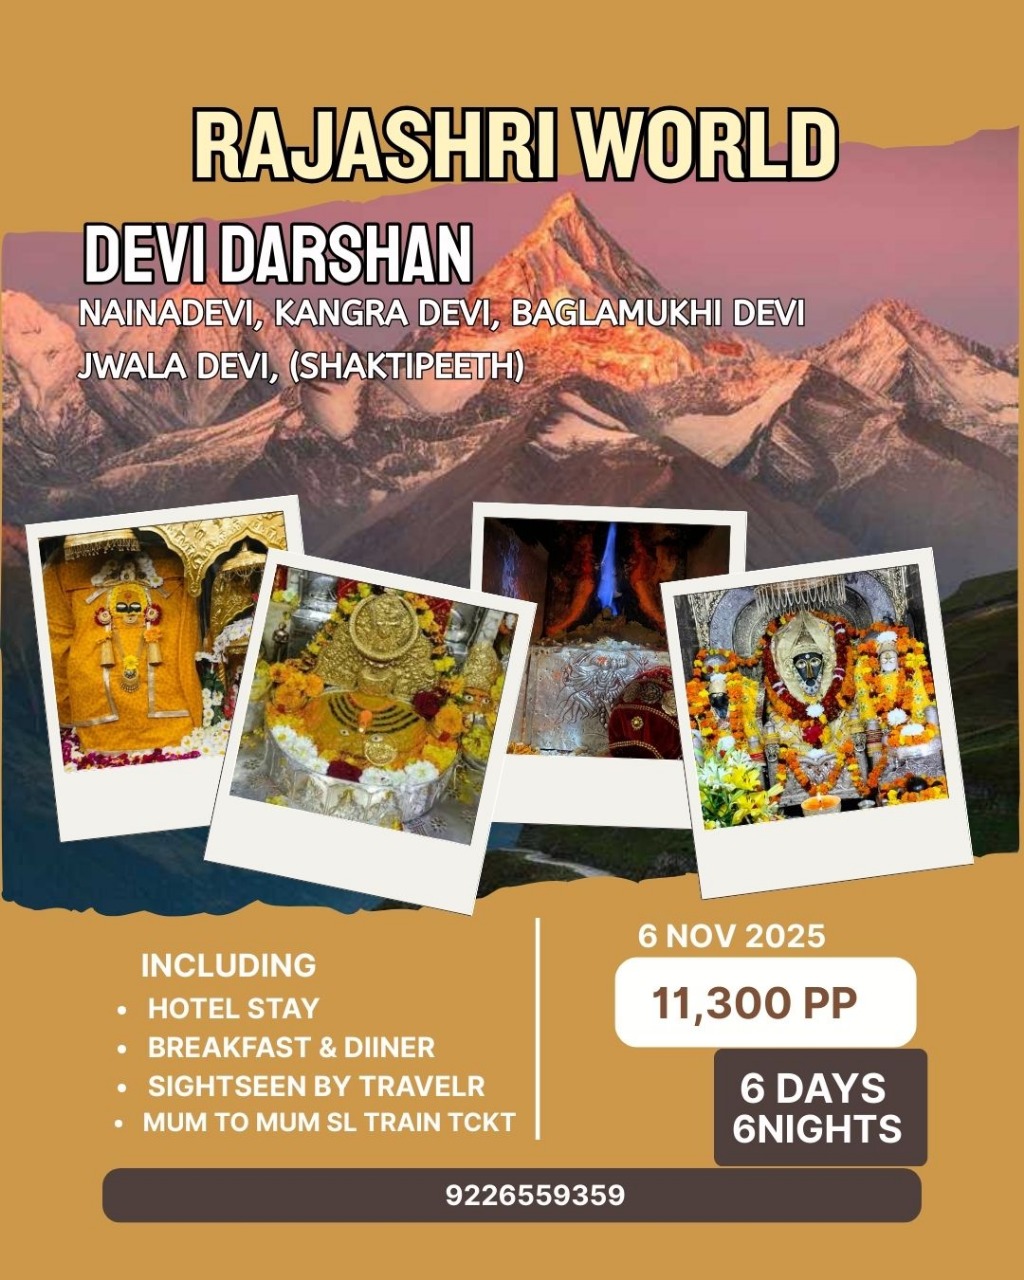 RAJASHRI WORLD
DEVI DARSHAN
NAINADEVI, KANGRA DEVI, BAGLAMUKHI DEVI
JWALA DEVI, (SHAKTIPEETH)
INCLUDING
• HOTEL STAY
• BREAKFAST & DIINER
• SIGHTSEEN BY TRAVELR
• MUM TO MUM SL TRAIN TCKT
6 NOV 2025
11,300 PP
6 DAYS
6NIGHTS
9226559359